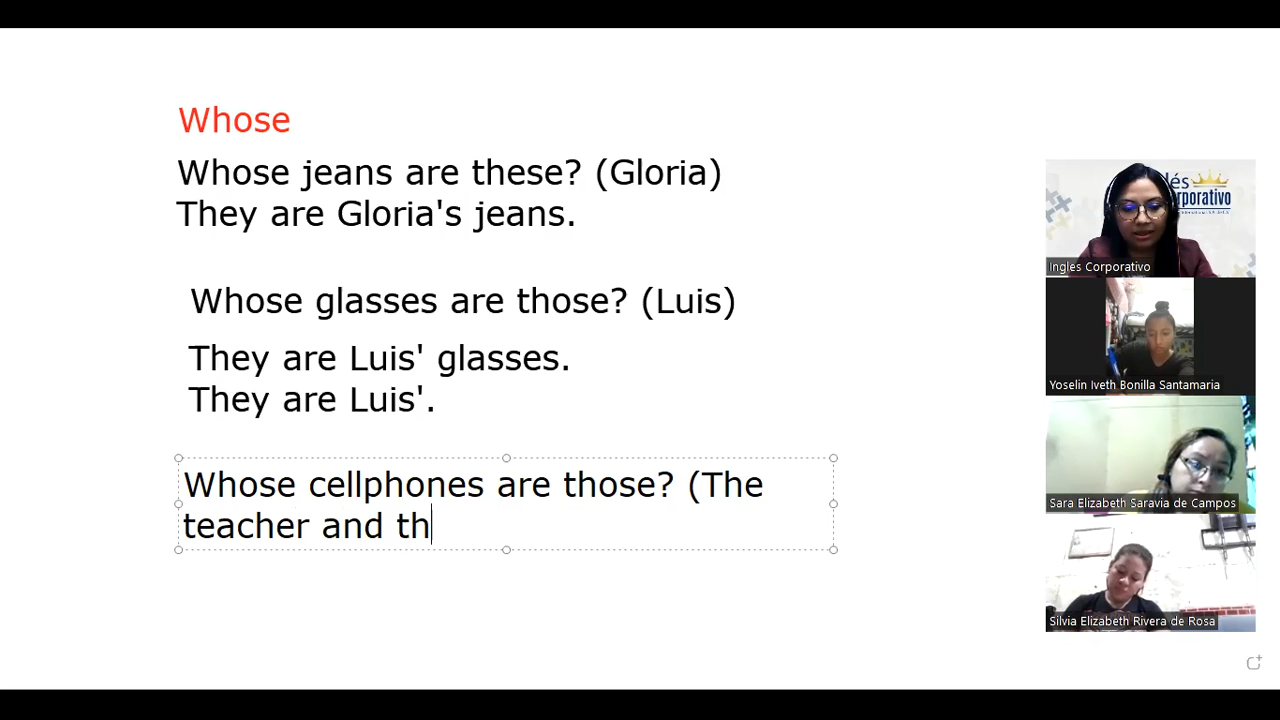 Whose
Whose jeans are these? (Gloria)
They are Gloria's jeans.
Whose glasses are those? (Luis)
They are Luis' glasses.
They are Luis'.
Whose cellphones are those? (The
teacher and th
Ingles Corporativo
Yoselin Iveth Bonilla Santamaria
Sara Elizabeth Saravia de Campos
Silvia Elizabeth Rivera de Rosa